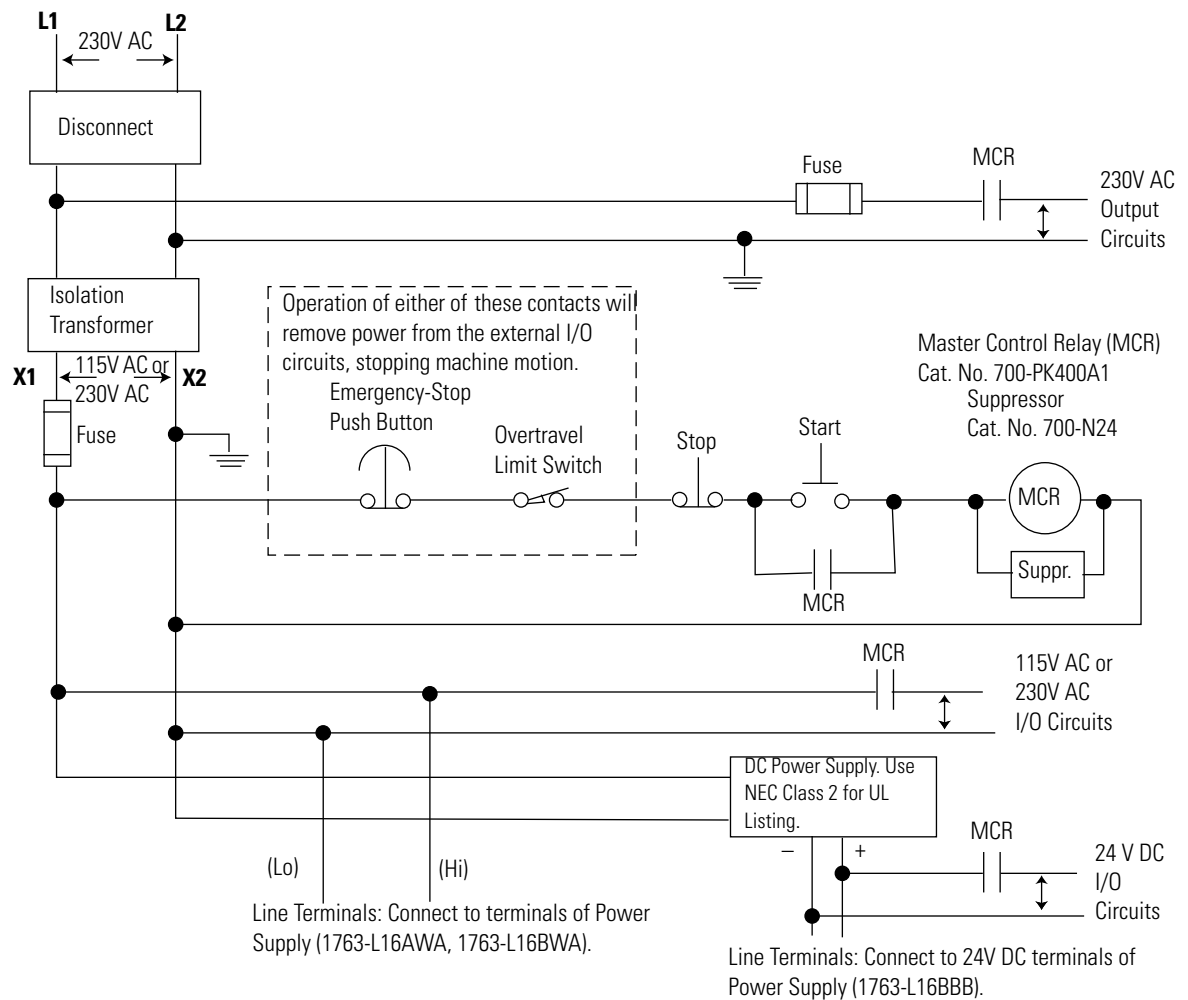 L1
L2
230V AC
Disconnect
Fuse
MCR
230V AC
Output
Circuits
Isolation
Transformer
Operation of either of these contacts will
remove power from the external I/O
circuits, stopping machine motion.
Emergency-Stop
Push Button
Overtravel
Limit Switch
X1
115V AC or
230V AC
X2
Fuse
Stop
Start
Master Control Relay (MCR)
Cat. No. 700-PK400A1
Suppressor
Cat. No. 700-N24
MCR
Suppr.
MCR
MCR
115V AC or
230V AC
I/O Circuits
DC Power Supply. Use
NEC Class 2 for UL
Listing.
– +
MCR
24 V DC
I/O
Circuits
(Lo)
(Hi)
Line Terminals: Connect to terminals of Power
Supply (1763-L16AWA, 1763-L16BWA).
Line Terminals: Connect to 24V DC terminals of
Power Supply (1763-L16BBB).